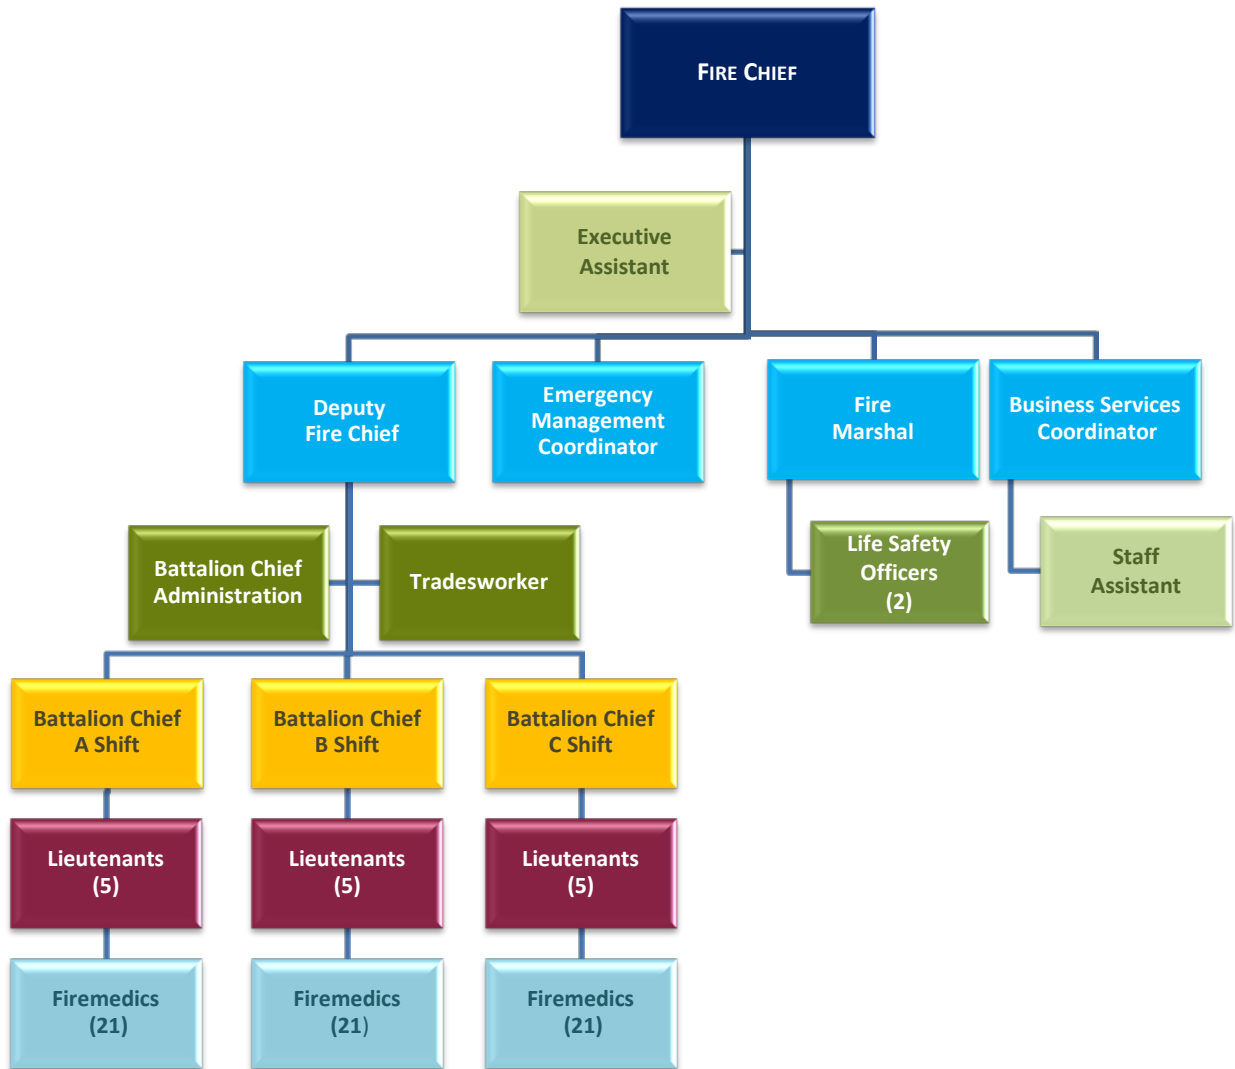 FIRE CHIEF
Executive
Assistant
Deputy
Fire Chief
Emergency
Management
Coordinator
Fire
Marshal
Business Services
Coordinator
Battalion Chief
Administration
Tradesworker
Life Safety
Officers
(2)
Staff
Assistant
Battalion Chief
A Shift
Battalion Chief
B Shift
Battalion Chief
C Shift
Lieutenants
(5)
Lieutenants
(5)
Lieutenants
(5)
Firemedics
(21)
Firemedics
(21)
Firemedics
(21)